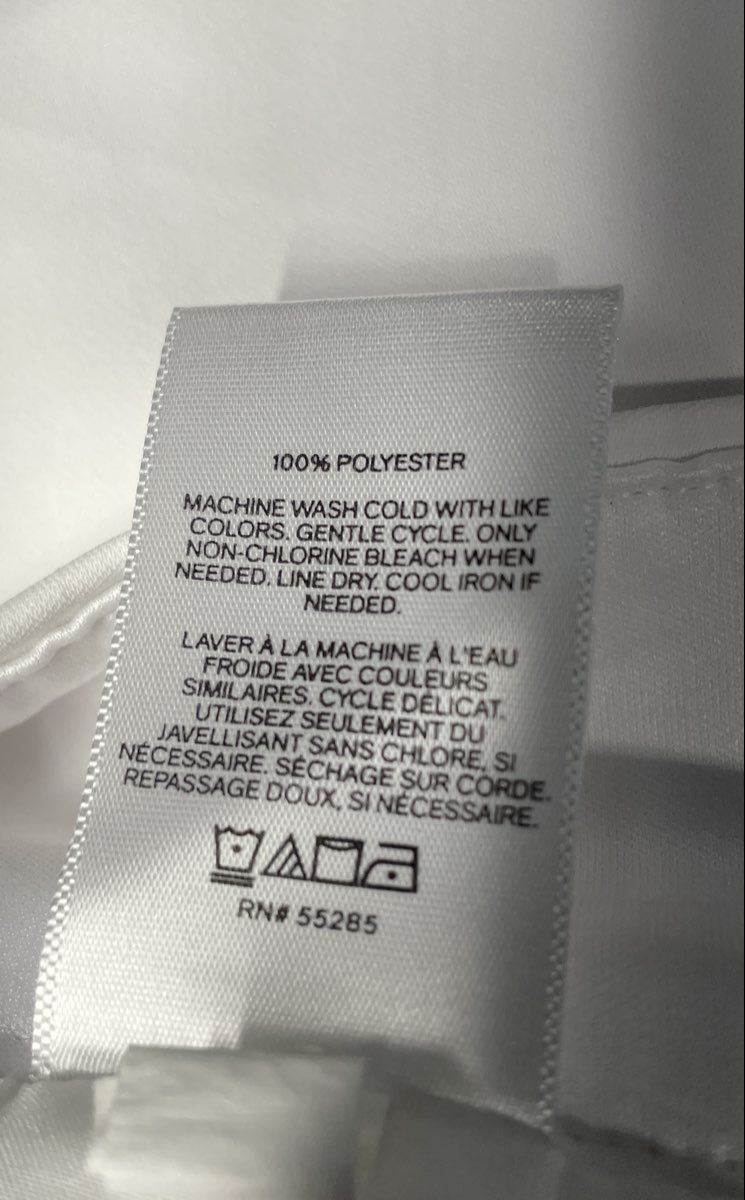 100% POLYESTER
MACHINE WASH COLD WITH LIKE
COLORS. GENTLE CYCLE. ONLY
NON-CHLORINE BLEACH WHEN
NEEDED. LINE DRY. COOL IRON IF
NEEDED.
LAVER À LA MACHINE À L'EAU
FROIDE AVEC COULEURS
SIMILAIRES. CYCLE DÉLICAT.
UTILISEZ SEULEMENT DU
JAVELLISANT SANS CHLORE, SI
NÉCESSAIRE. SÉCHAGE SUR CORDE.
REPASSAGE DOUX, SI NÉCESSAIRE.
RN# 55285